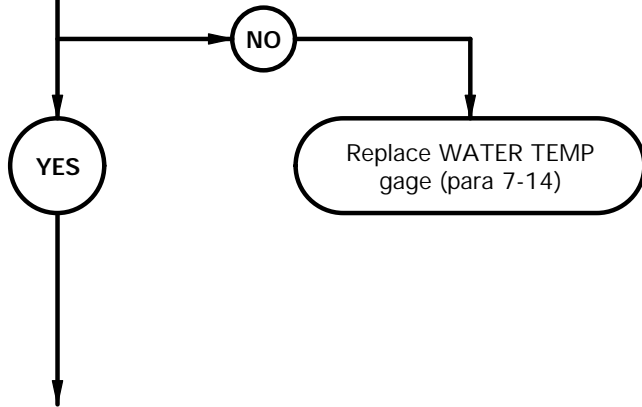 NO
YES
Replace WATER TEMP
gage (para 7-14)